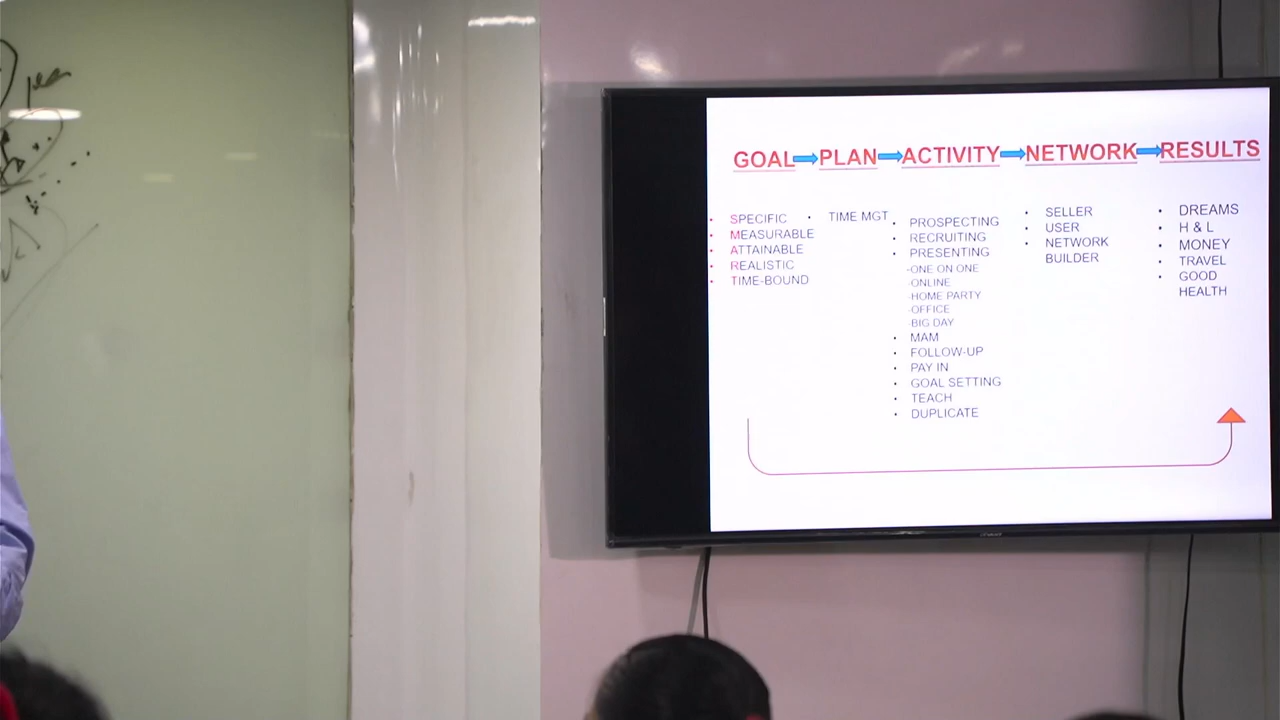 GOAL PLAN ACTIVITY NETWORK RESULTS
• SPECIFIC
• MEASURABLE
• ATTAINABLE
• REALISTIC
• TIME-BOUND
• TIME MGT
• PROSPECTING
• RECRUITING
• PRESENTING
-ONE ON ONE
-ONLINE
-HOME PARTY
-OFFICE
-BIG DAY
• MAM
• FOLLOW-UP
• PAY IN
• GOAL SETTING
• TEACH
• DUPLICATE
• SELLER
• USER
• NETWORK
BUILDER
• DREAMS
• H & L
• MONEY
• TRAVEL
• GOOD
HEALTH